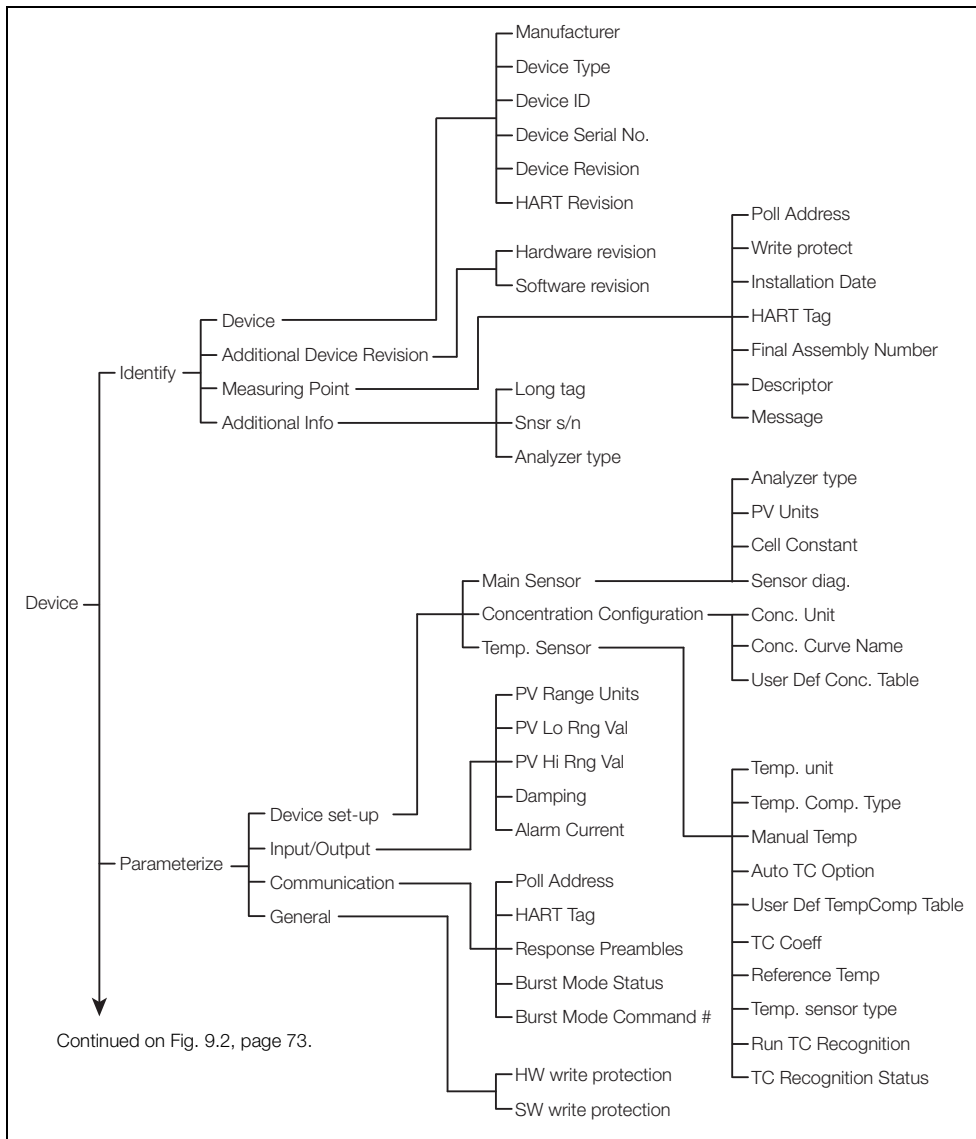 Manufacturer
Device Type
Device ID
Device Serial No.
Device Revision
HART Revision
Poll Address
Write protect
Installation Date
HART Tag
Final Assembly Number
Descriptor
Message
Hardware revision
Software revision
Device
Additional Device Revision
Measuring Point
Additional Info
Identify
Long tag
Snsr s/n
Analyzer type
Analyzer type
PV Units
Cell Constant
Sensor diag.
Device
Main Sensor
Concentration Configuration
Temp. Sensor
Conc. Unit
Conc. Curve Name
User Def Conc. Table
PV Range Units
PV Lo Rng Val
PV Hi Rng Val
Damping
Alarm Current
Temp. unit
Temp. Comp. Type
Manual Temp
Auto TC Option
User Def TempComp Table
TC Coeff
Reference Temp
Temp. sensor type
Run TC Recognition
TC Recognition Status
Parameterize
Device set-up
Input/Output
Communication
General
Poll Address
HART Tag
Response Preambles
Burst Mode Status
Burst Mode Command #
Continued on Fig. 9.2, page 73.
HW write protection
SW write protection